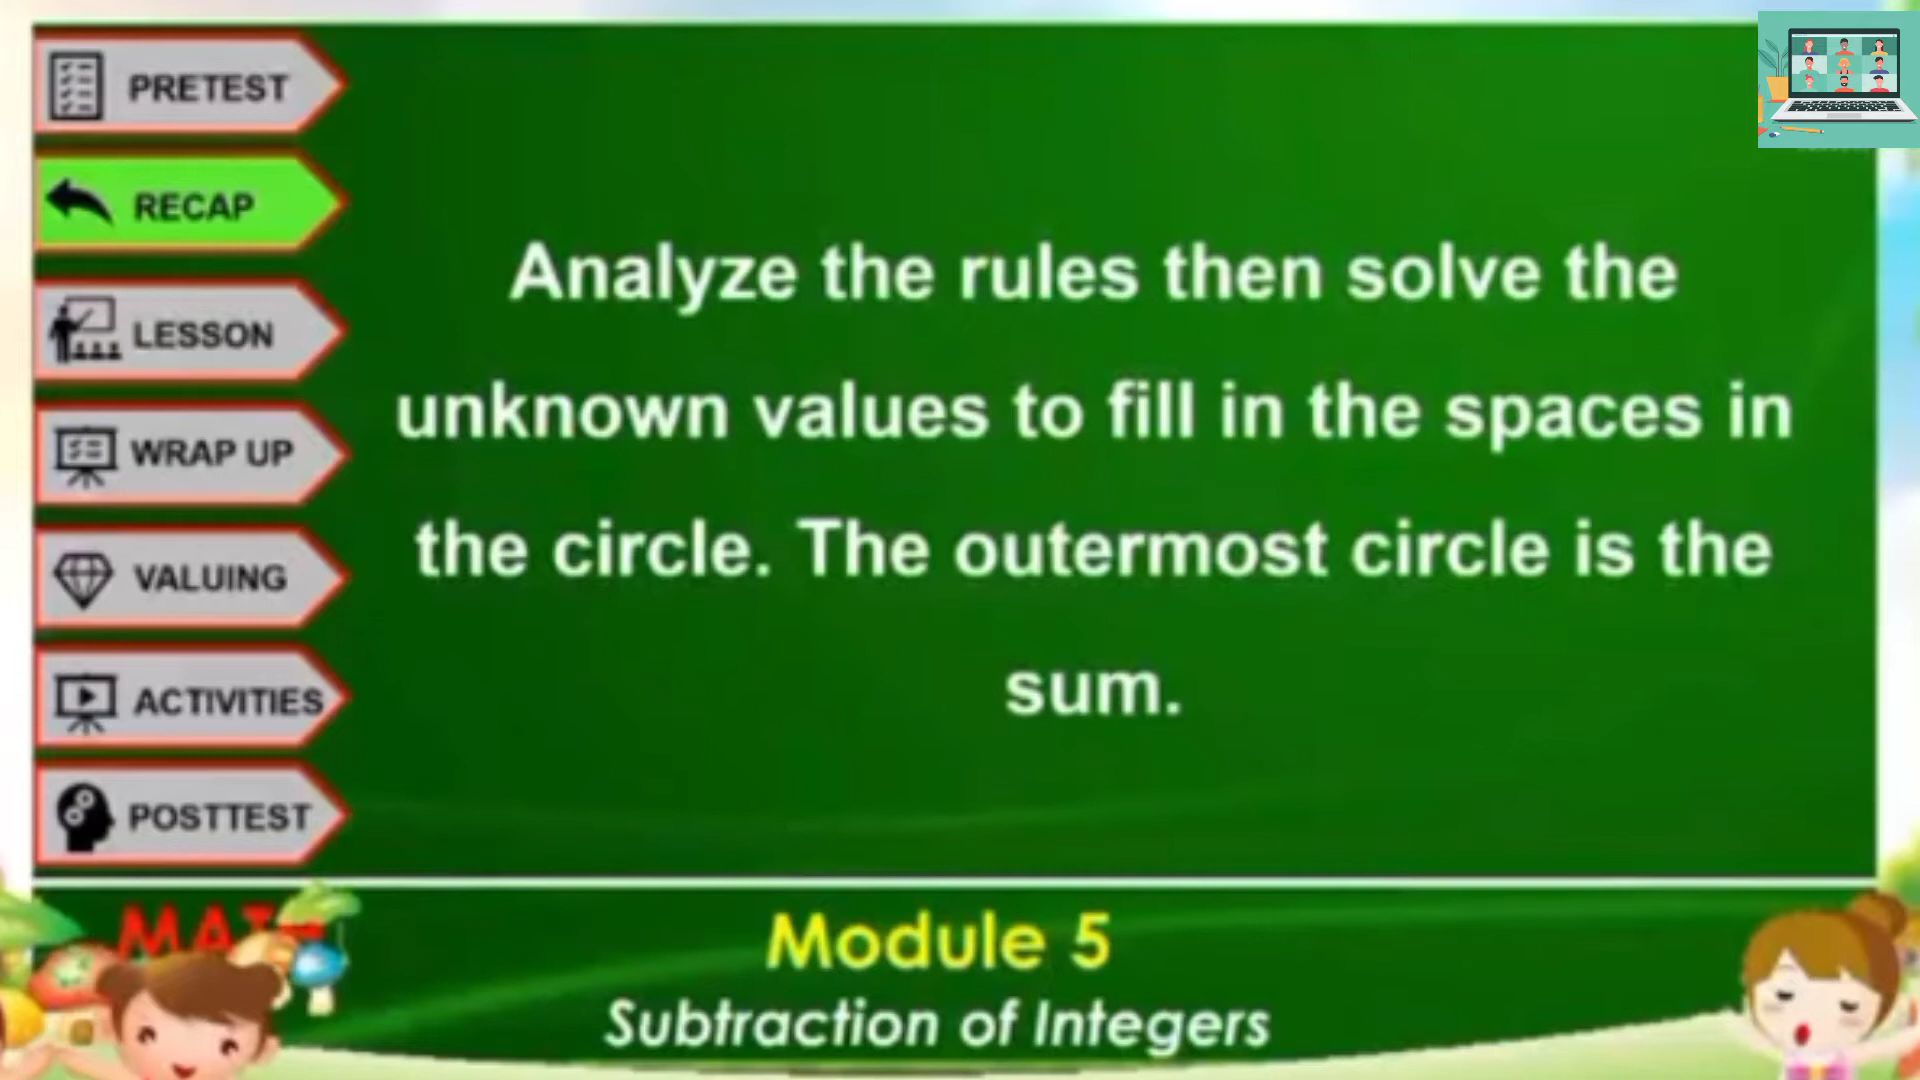 PRETEST
RECAP
LESSON
WRAP UP
VALUING
ACTIVITIES
POSTTEST
Analyze the rules then solve the
unknown values to fill in the spaces in
the circle. The outermost circle is the
sum.
Module 5
Subtraction of Integers